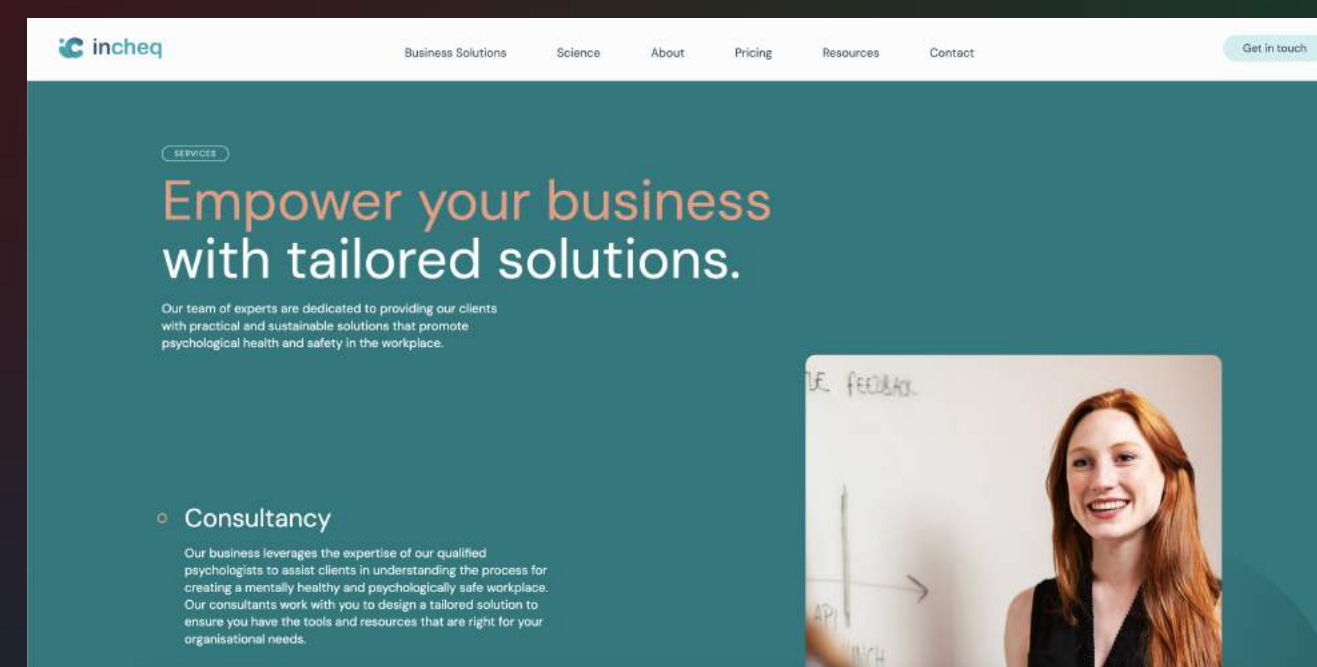 incheq
Business Solutions
Science
About
Pricing
Resources
Contact
Get in touch
SERVICES
Empower your business
with tailored solutions.
Our team of experts are dedicated to providing our clients
with practical and sustainable solutions that promote
psychological health and safety in the workplace.
FEEDBACK
Consultancy
Our business leverages the expertise of our qualified
psychologists to assist clients in understanding the process for
creating a mentally healthy and psychologically safe workplace.
Our consultants work with you to design a tailored solution to
ensure you have the tools and resources that are right for your
organisational needs.
API